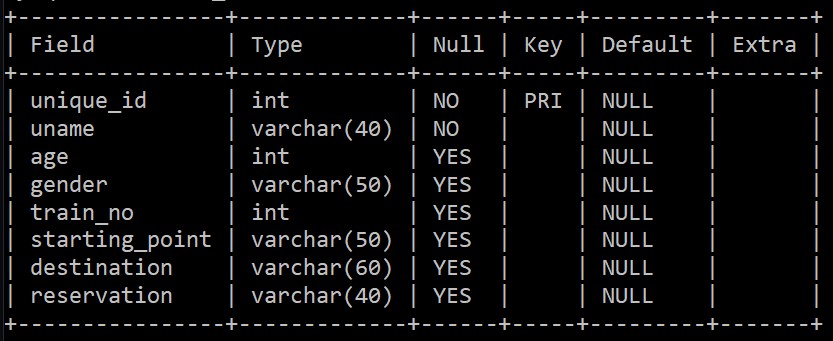 +----------------+-------------+------+-----+---------+-------+
| Field          | Type        | Null | Key | Default | Extra |
+----------------+-------------+------+-----+---------+-------+
| unique_id      | int         | NO   | PRI | NULL    |       |
| uname          | varchar(40) | NO   |     | NULL    |       |
| age            | int         | YES  |     | NULL    |       |
| gender         | varchar(50) | YES  |     | NULL    |       |
| train_no       | int         | YES  |     | NULL    |       |
| starting_point | varchar(50) | YES  |     | NULL    |       |
| destination    | varchar(60) | YES  |     | NULL    |       |
| reservation    | varchar(40) | YES  |     | NULL    |       |
+----------------+-------------+------+-----+---------+-------+